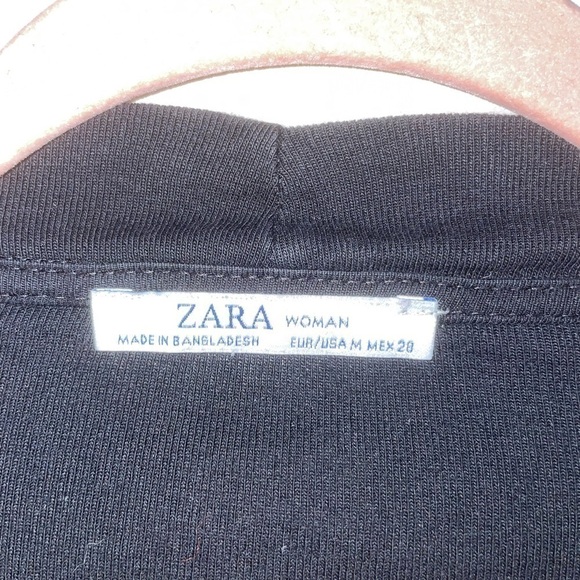 ZARA WOMAN
MADE IN BANGLADESH EUR/USA M MEX 28